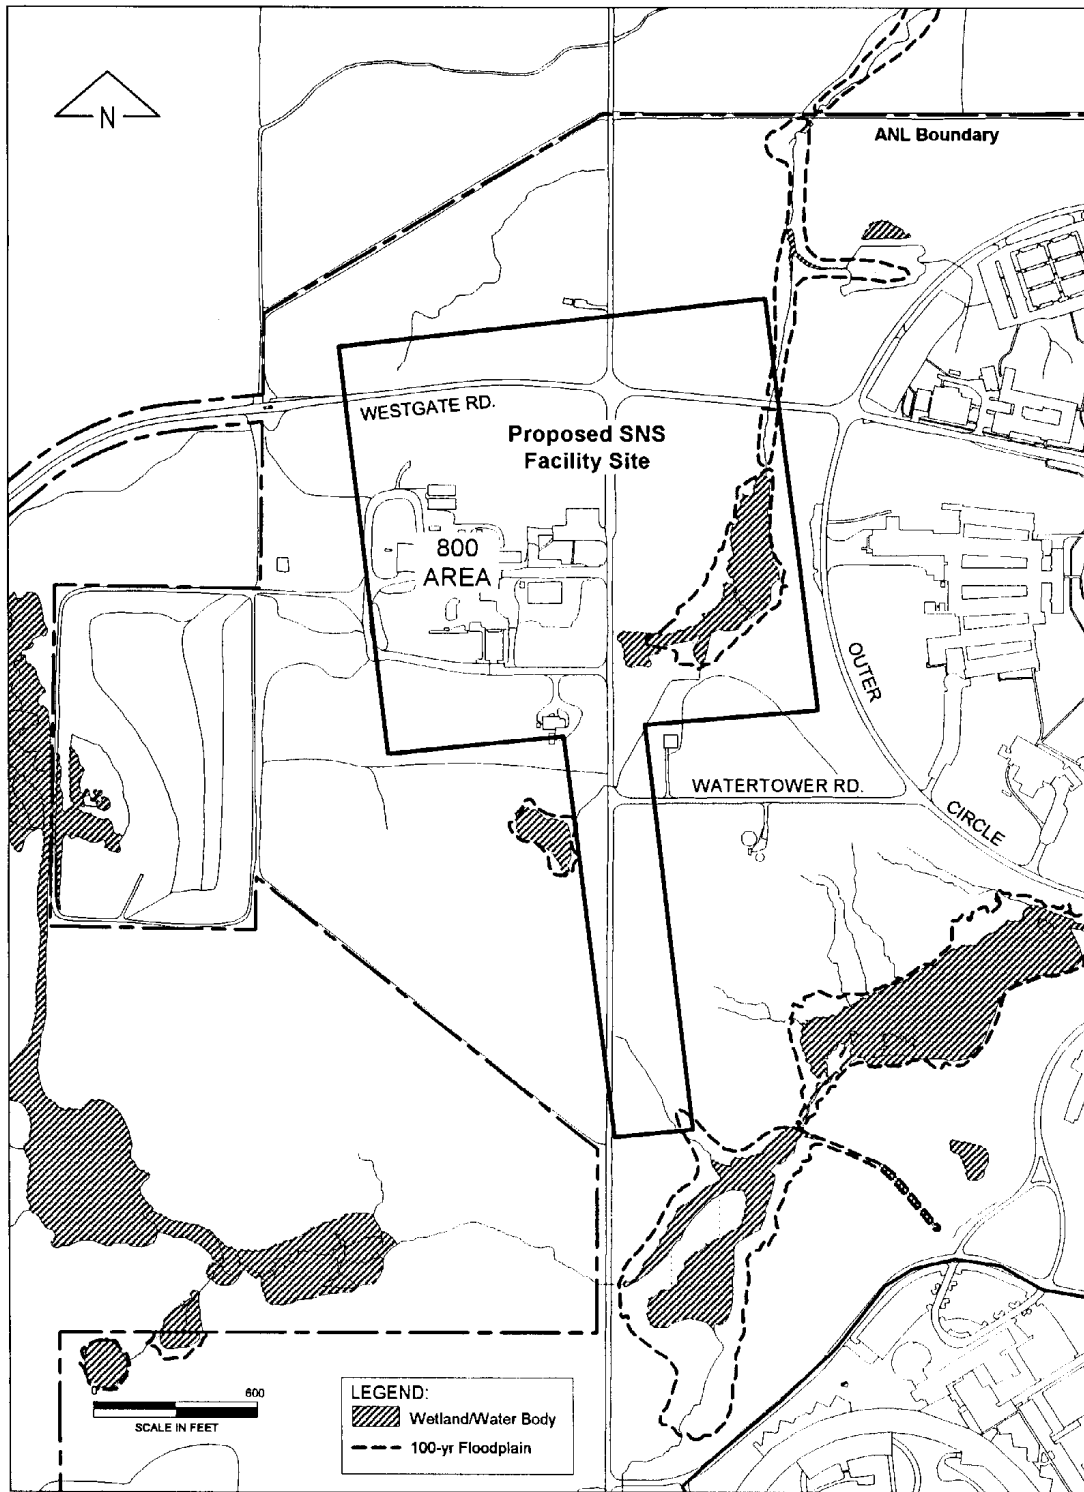 N
ANL Boundary
WESTGATE RD.
Proposed SNS
Facility Site
800
AREA
OUTER
CIRCLE
WATERTOWER RD.
600
SCALE IN FEET
LEGEND:
Wetland/Water Body
100-yr Floodplain